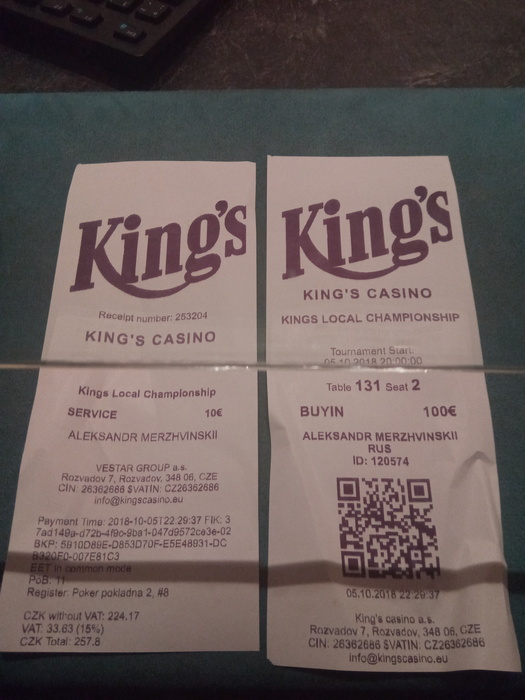 King's
Receipt number: 253204
KING'S CASINO
Kings Local Championship
SERVICE 10€
ALEKSANDR MERZHVINSKII
VESTAR GROUP a.s.
Rozvadov 7, Rozvadov, 348 06, CZE
CIN: 26362686 $VATIN: CZ26362686
info@kingscasino.eu
Payment Time: 2018-10-05T22:29:37 FIK: 3
7ad149a-d72b-4f9c-9ba1-047d9572ce3e-02
BKP: 5910D89E-D853D70F-E5E48931-DC
B320F0-007E81C3
EET in common mode
PoB: 11
Register: Poker pokladna 2, #8
CZK without VAT: 224.17
VAT: 33.63 (15%)
CZK Total: 257.8
King's
KING'S CASINO
KINGS LOCAL CHAMPIONSHIP
Tournament Start:
05.10.2018 20:00:00
Table 131 Seat 2
BUYIN 100€
ALEKSANDR MERZHVINSKII
RUS
ID: 120574
05.10.2018 22:29:37
King's casino a.s.
Rozvadov 7, Rozvadov, 348 06, CZE
CIN: 26362686 $VATIN: CZ26362686
info@kingscasino.eu